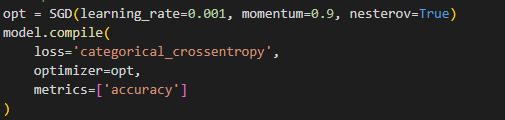 opt = SGD(learning_rate=0.001, momentum=0.9, nesterov=True)
model.compile(
    loss='categorical_crossentropy',
    optimizer=opt,
    metrics=['accuracy']
)